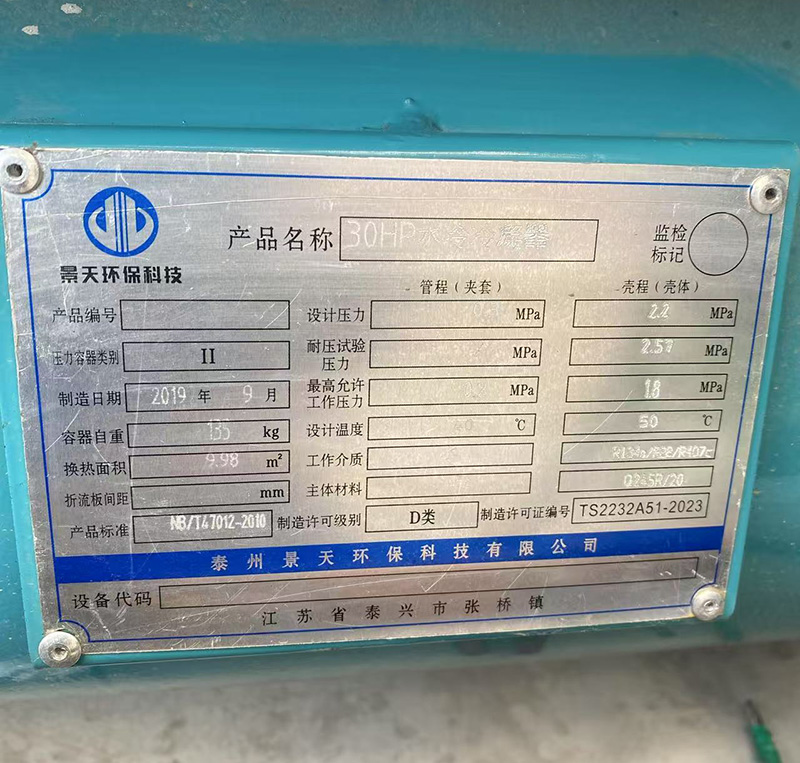 景天环保科技
产品名称 30HP水冷冷凝器
监检标记
管程（夹套） 壳程（壳体）
产品编号 设计压力 MPa 2.2 MPa
压力容器类别 II 耐压试验压力 MPa MPa
制造日期 2019 年 9 月 最高允许工作压力 MPa 1.8 MPa
容器自重 135 kg 设计温度 ℃ 50 ℃
换热面积 9.98 m² 工作介质
折流板间距 mm 主体材料 Q245R/20
产品标准 NB/T47012-2010 制造许可级别 D类 制造许可证编号 TS2232A51-2023
泰州景天环保科技有限公司
设备代码
江苏省泰兴市张桥镇